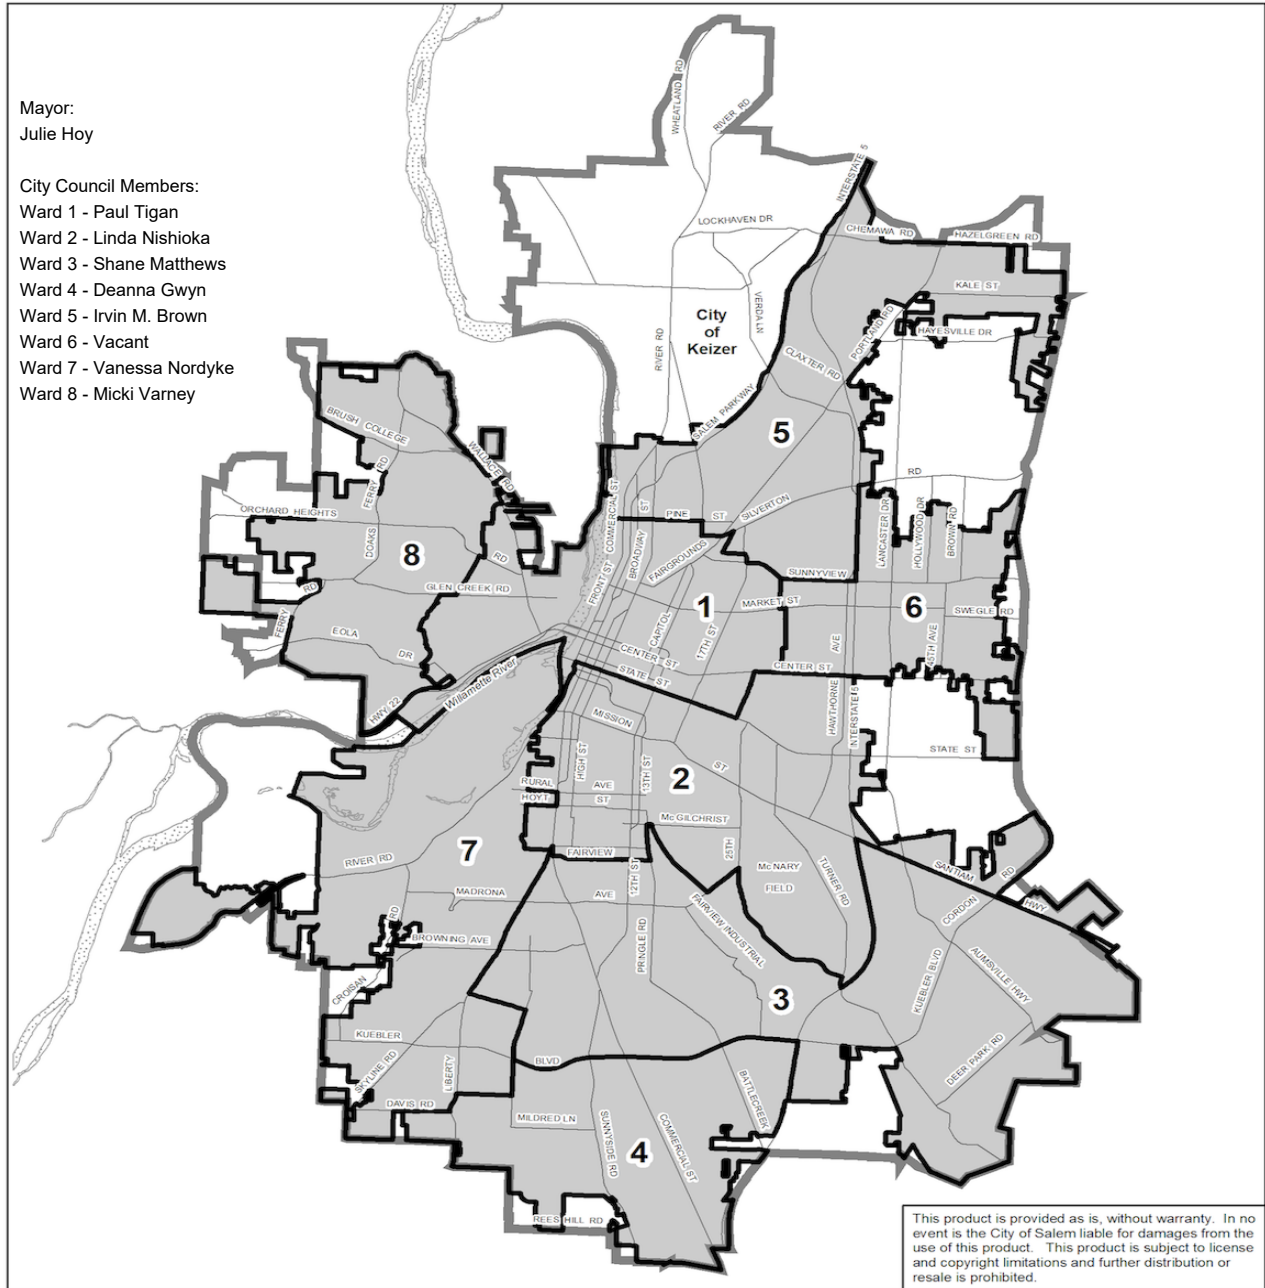 Mayor:
Julie Hoy
City Council Members:
Ward 1 - Paul Tigan
Ward 2 - Linda Nishioka
Ward 3 - Shane Matthews
Ward 4 - Deanna Gwyn
Ward 5 - Irvin M. Brown
Ward 6 - Vacant
Ward 7 - Vanessa Nordyke
Ward 8 - Micki Varney
WHEATLAND RD
RIVER RD
INTERSTATE 5
LOCKHAVEN DR
CHEMAWA RD
HAZELGREEN RD
KALE ST
VERDA LN
City
of
Keizer
RIVER RD
PORTLAND RD
HAYESVILLE DR
CLAXTER RD
SALEM PARKWAY
5
BRUSH COLLEGE
RD
WALLACE RD
FERRY
ORCHARD HEIGHTS
RD
DOAKS
8
GLEN CREEK RD
RD
FERRY
EOLA
DR
HWY 22
Willamette River
COMMERCIAL ST
FRONT ST
BROADWAY
ST
PINE ST
SILVERTON
RD
FAIRGROUNDS
SUNNYVIEW
LANCASTER DR
HOLLYWOOD DR
BROWN RD
1
MARKET ST
6
SWEGLE RD
CAPITOL
17TH ST
CENTER ST
STATE ST
CENTER ST
AVE
HAWTHORNE
45TH AVE
INTERSTATE 5
STATE ST
MISSION
ST
HIGH ST
13TH ST
2
RURAL
AVE
HOYT
ST
McGILCHRIST
FAIRVIEW
12TH ST
25TH
McNARY
FIELD
TURNER RD
7
RIVER RD
MADRONA
AVE
RD
BROWNING AVE
CROISAN
PRINGLE RD
FAIRVIEW INDUSTRIAL
3
SANTIAM
HWY
CORDON
RD
KUEBLER BLVD
AUMSVILLE HWY
DEER PARK RD
KUEBLER
BLVD
SKYLINE RD
LIBERTY
DAVIS RD
MILDRED LN
SUNNYSIDE RD
COMMERCIAL ST
BATTLECREEK
4
REES HILL RD
This product is provided as is, without warranty. In no
event is the City of Salem liable for damages from the
use of this product. This product is subject to license
and copyright limitations and further distribution or
resale is prohibited.